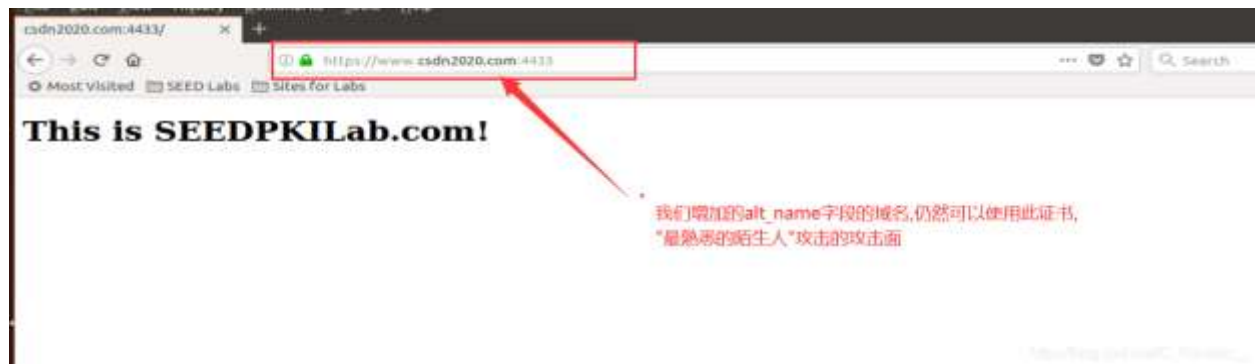 csdn2020.com:4433/
https://www.csdn2020.com:4433
Search
Most Visited SEED Labs Sites for Labs
This is SEEDPKILab.com!
我们增加的alt_name字段的域名,仍然可以使用此证书,
"最熟悉的陌生人"攻击的攻击面